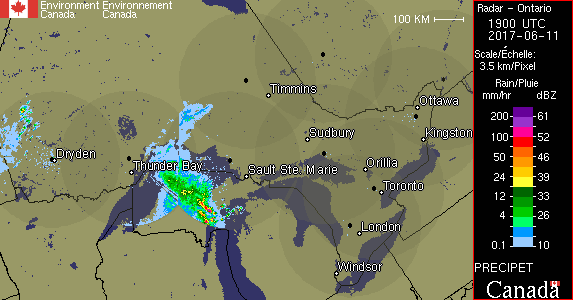 Environment Environnement
Canada Canada
100 KM
Timmins
Ottawa
Sudbury
Kingston
Dryden
Thunder Bay
Sault Ste. Marie
Orillia
Toronto
London
Windsor
Radar - Ontario
1900 UTC
2017-06-11
Scale/Échelle:
3.5 km/Pixel
Rain/Pluie
mm/hr dBZ
200 61
100 52
50 46
24 39
12 33
4 26
0.1 10
PRECIPET
Canada